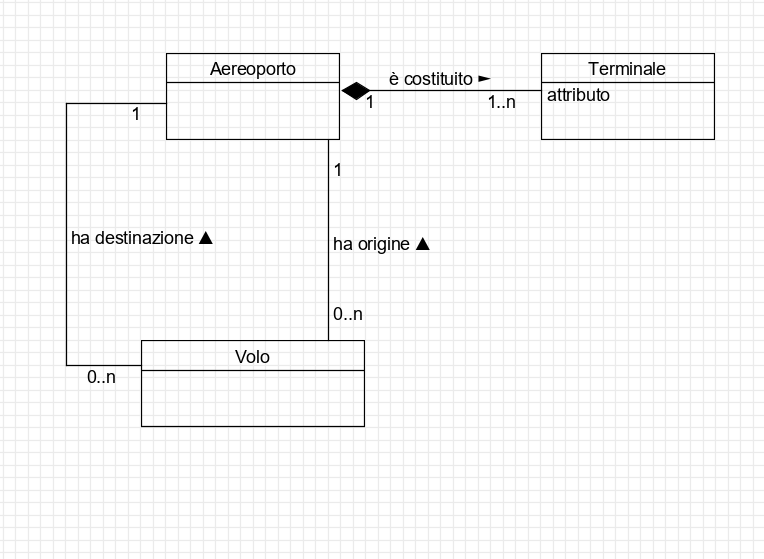 Aereoporto
è costituito ►
Terminale
1
1..n
attributo
1
1
ha destinazione ▲
ha origine ▲
0..n
Volo
0..n